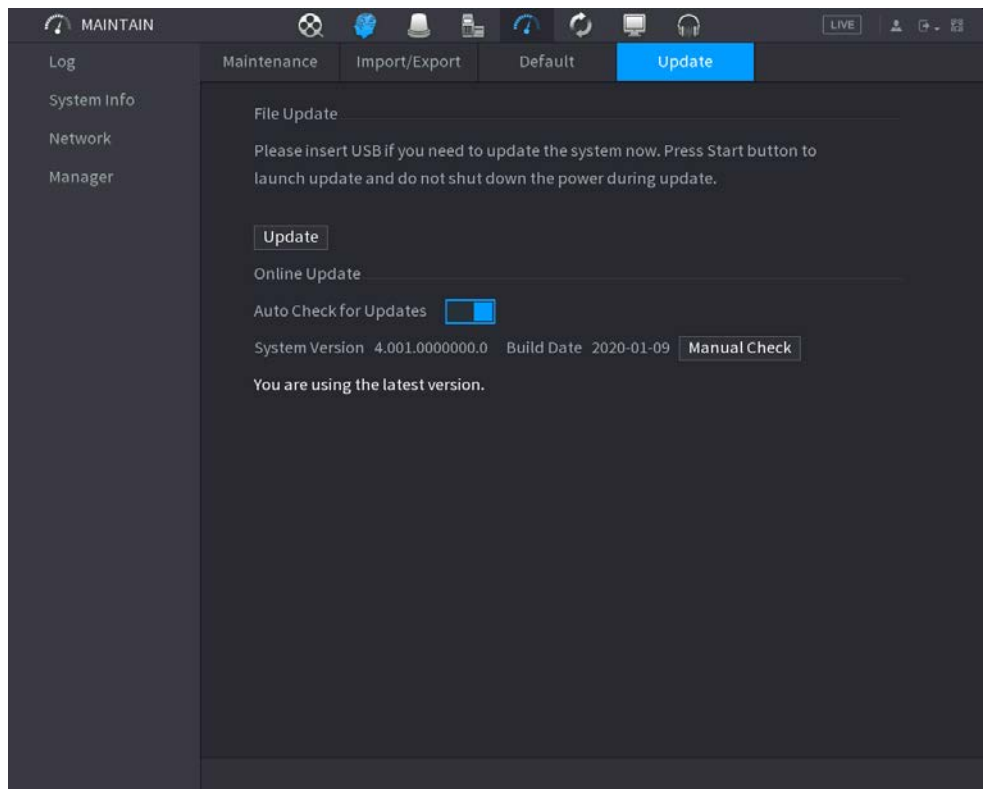 MAINTAIN
LIVE
Log
System Info
Network
Manager
Maintenance Import/Export Default Update
File Update
Please insert USB if you need to update the system now. Press Start button to
launch update and do not shut down the power during update.
Update
Online Update
Auto Check for Updates
System Version 4.001.0000000.0 Build Date 2020-01-09 Manual Check
You are using the latest version.